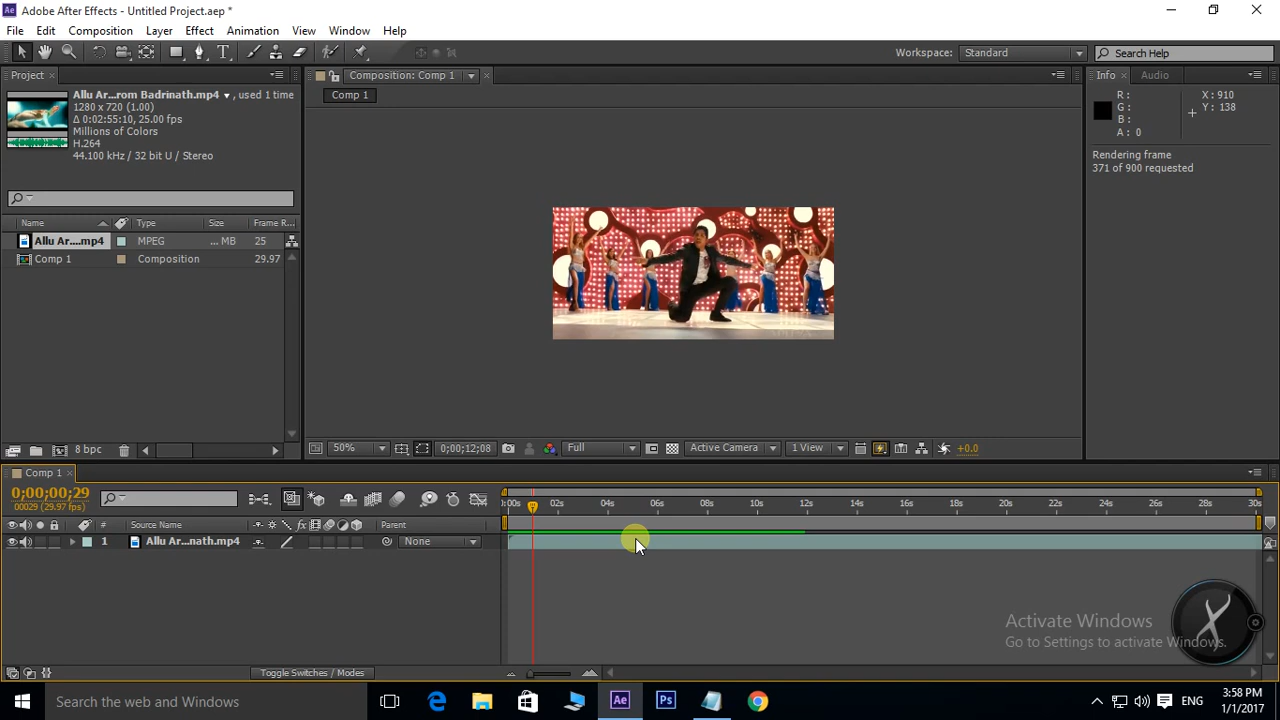 Adobe After Effects - Untitled Project.aep *
File Edit Composition Layer Effect Animation View Window Help
Workspace: Standard Search Help
Project
Allu Ar...rom Badrinath.mp4 , used 1 time
1280 x 720 (1.00)
Δ 0:02:55:10, 25.00 fps
Millions of Colors
H.264
44.100 kHz / 32 bit U / Stereo
Name Type Size Frame R...
Allu Ar....mp4 MPEG ... MB 25
Comp 1 Composition 29.97
8 bpc
Composition: Comp 1
Comp 1
50% 0;00;12;08 Full Active Camera 1 View +0.0
Info Audio
R : X : 910
G : Y : 138
B :
A : 0
Rendering frame
371 of 900 requested
Comp 1
0;00;00;29
00029 (29.97 fps)
# Source Name Parent
1 Allu Ar...nath.mp4 None
:00s 02s 04s 06s 08s 10s 12s 14s 16s 18s 20s 22s 24s 26s 28s 30s
Toggle Switches / Modes
Activate Windows
Go to Settings to activate Windows.
Search the web and Windows
Ae Ps
ENG
3:58 PM
1/1/2017